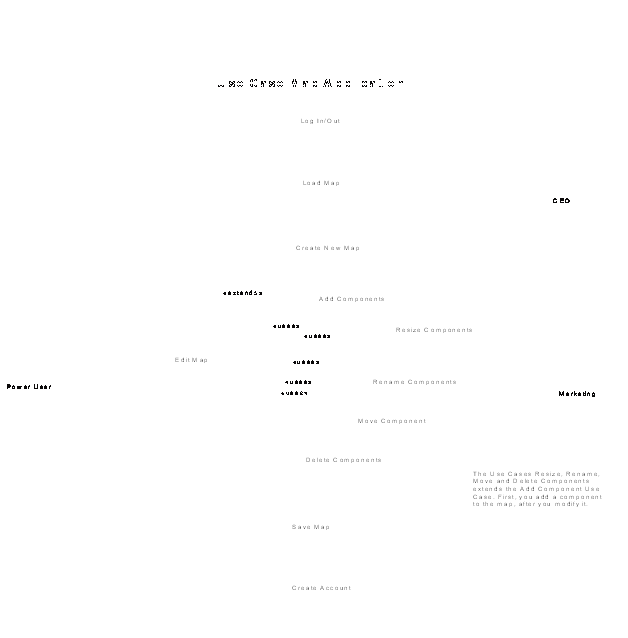 Log In/Out
Load Map
CEO
Create New Map
<extends>
Add Components
<uses>
Resize Components
<uses>
Edit Map
<uses>
Rename Components
<uses>
Power User
<uses>
Marketing
Move Component
Delete Components
The Use Cases Resize, Rename,
Move and Delete Components
extends the Add Component Use
Case. First, you add a component
to the map, after you modify it.
Save Map
Create Account